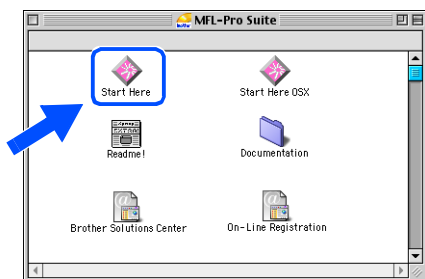 MFL-Pro Suite
Start Here
Start Here OSX
Readme!
Documentation
Brother Solutions Center
On-Line Registration